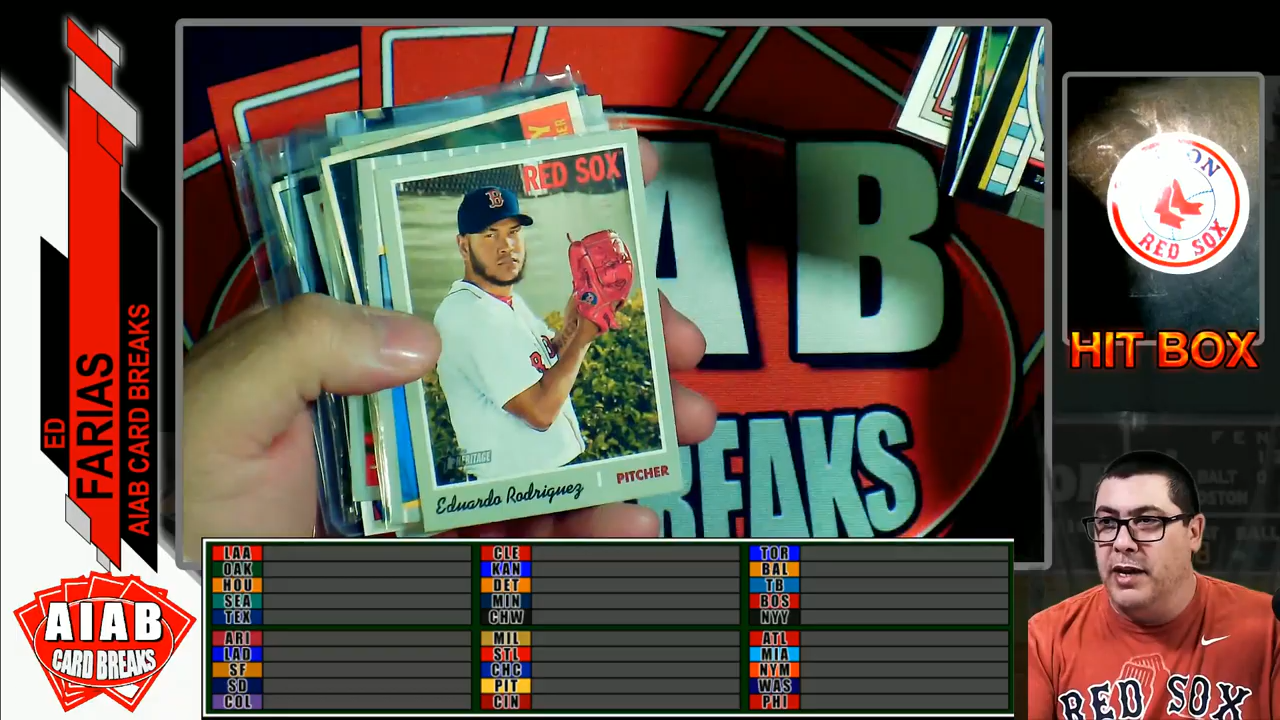 ED
FARIAS
AIAB CARD BREAKS
AIAB
CARD BREAKS
RED SOX
HERITAGE
PITCHER
Eduardo Rodriguez
AB
REAKS
RED SOX
HIT BOX
LAA
OAK
HOU
SEA
TEX
ARI
LAD
SF
SD
COL
CLE
KAN
DET
MIN
CHW
MIL
STL
CHC
PIT
CIN
TOR
BAL
TB
BOS
NYY
ATL
MIA
NYM
WAS
PHI
RED SOX